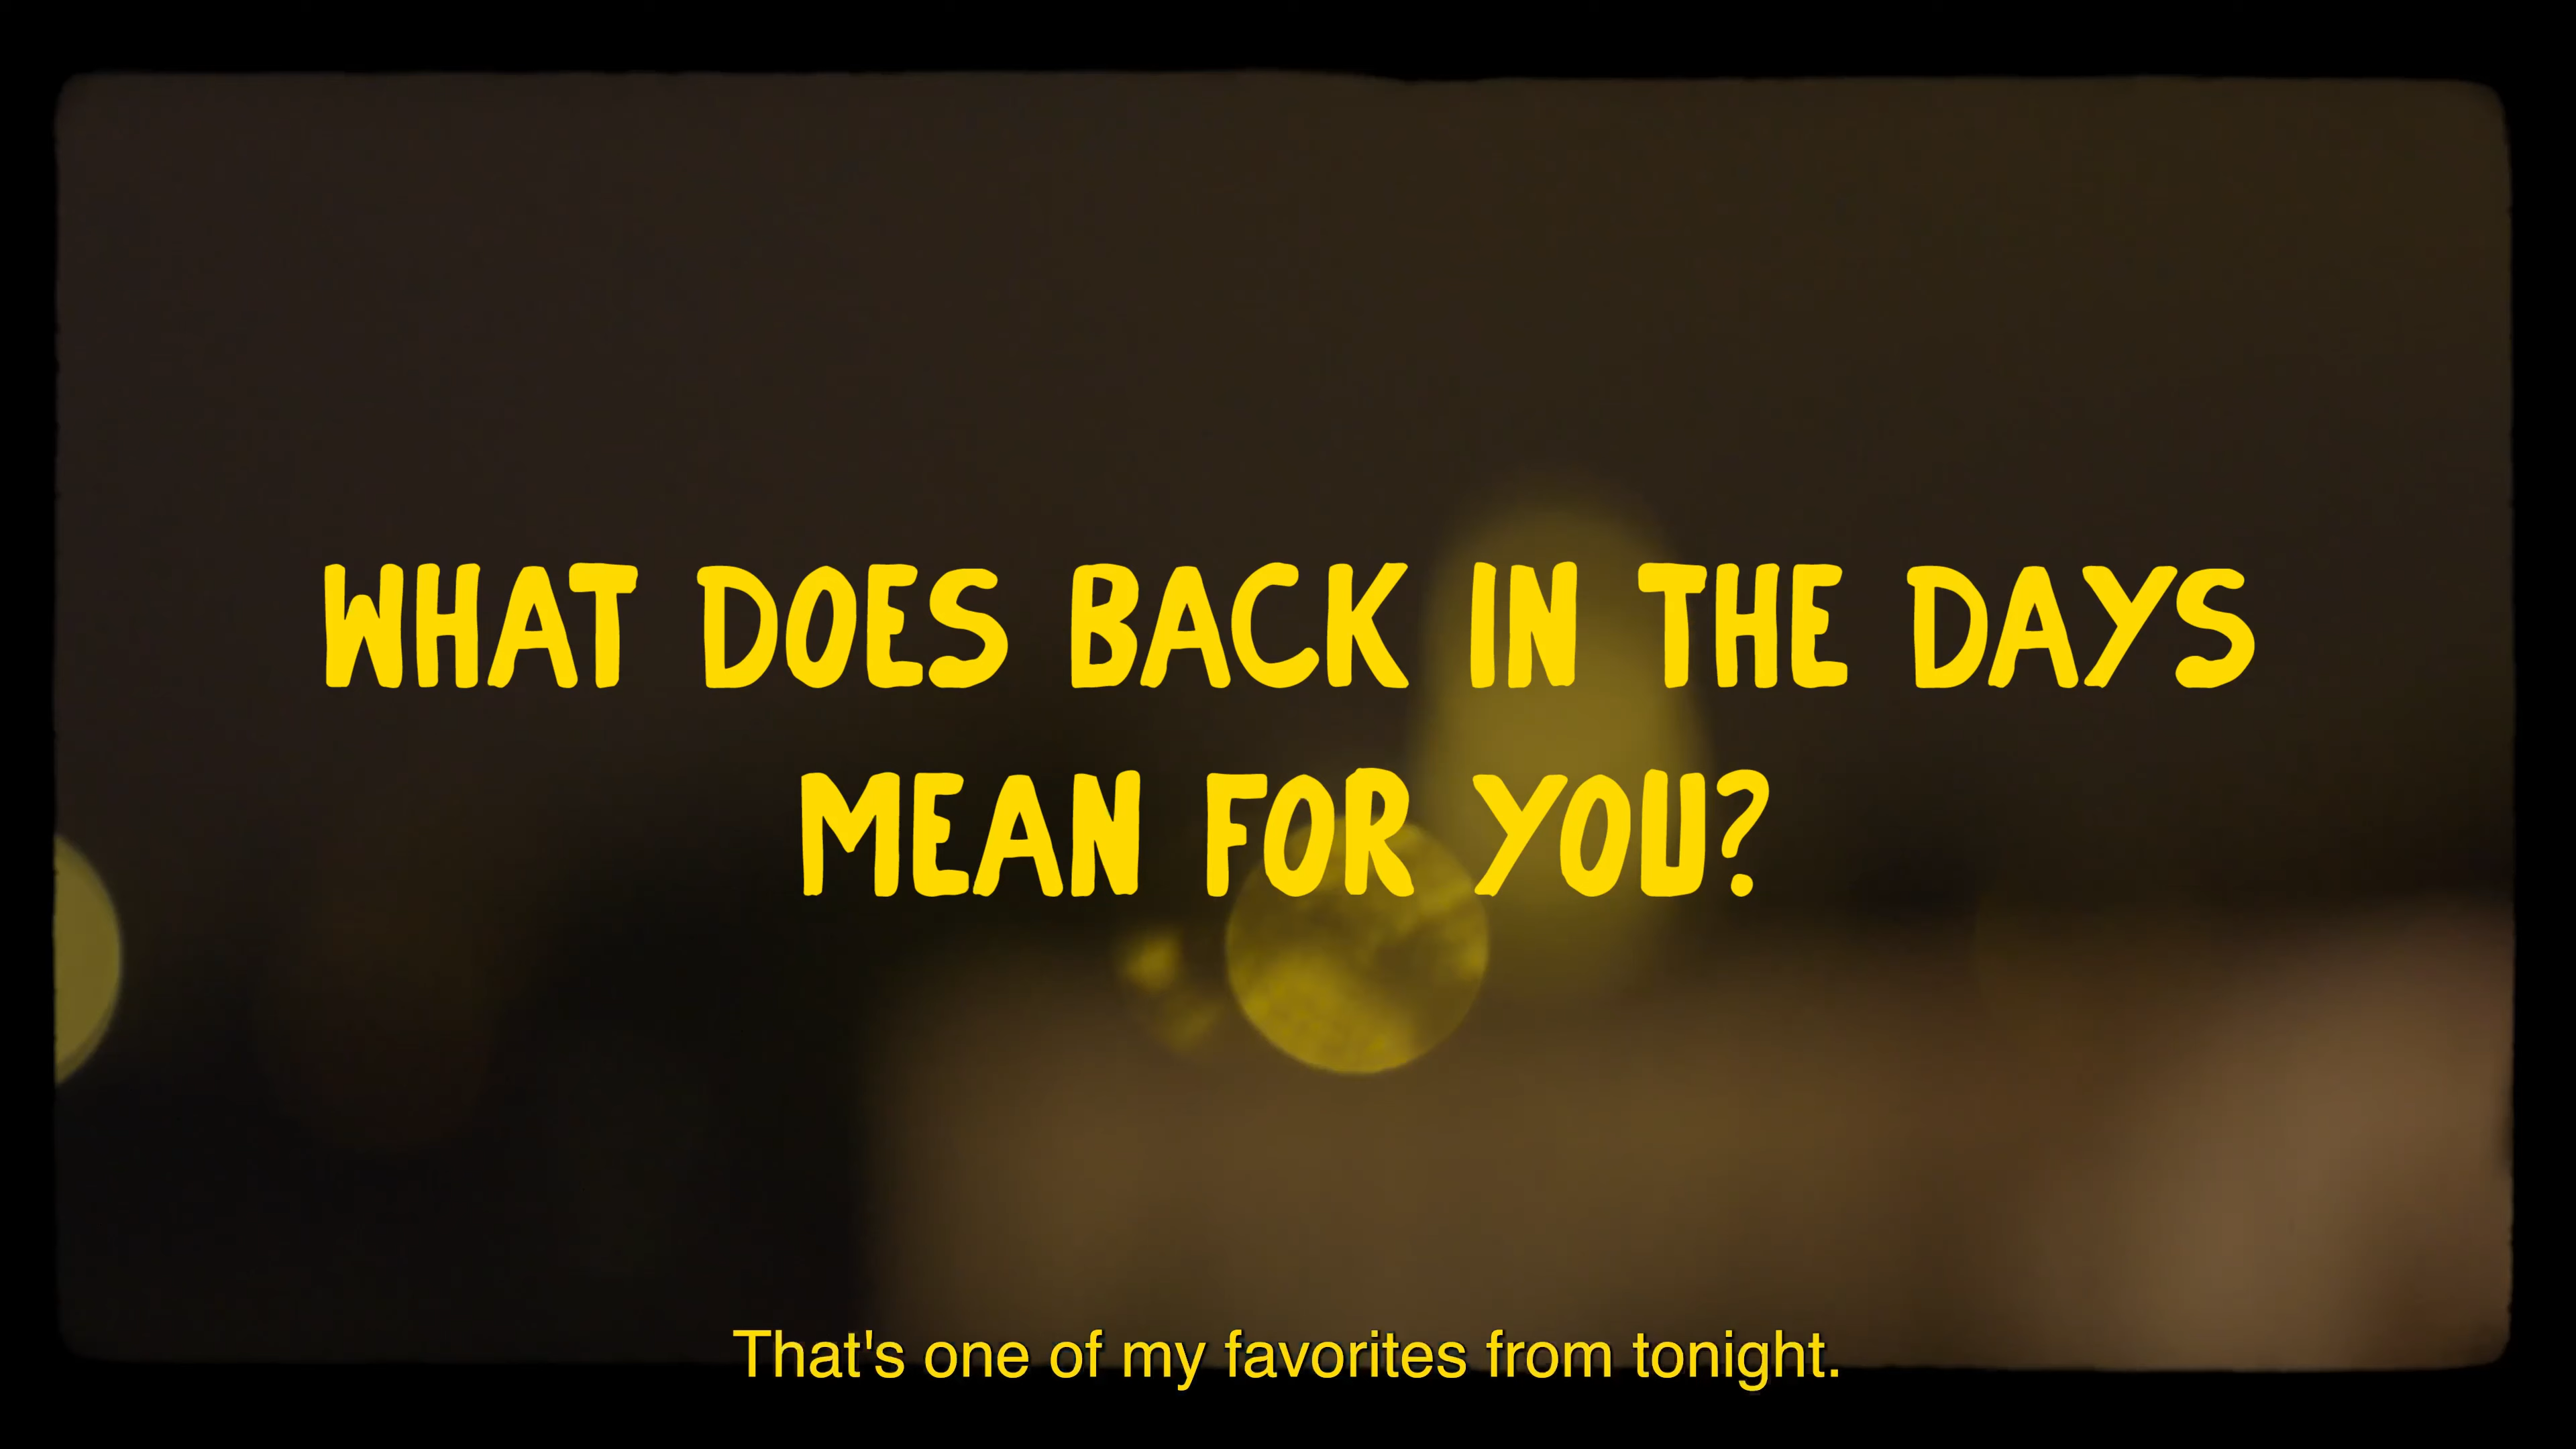 WHAT DOES BACK IN THE DAYS
MEAN FOR YOU?
That's one of my favorites from tonight.